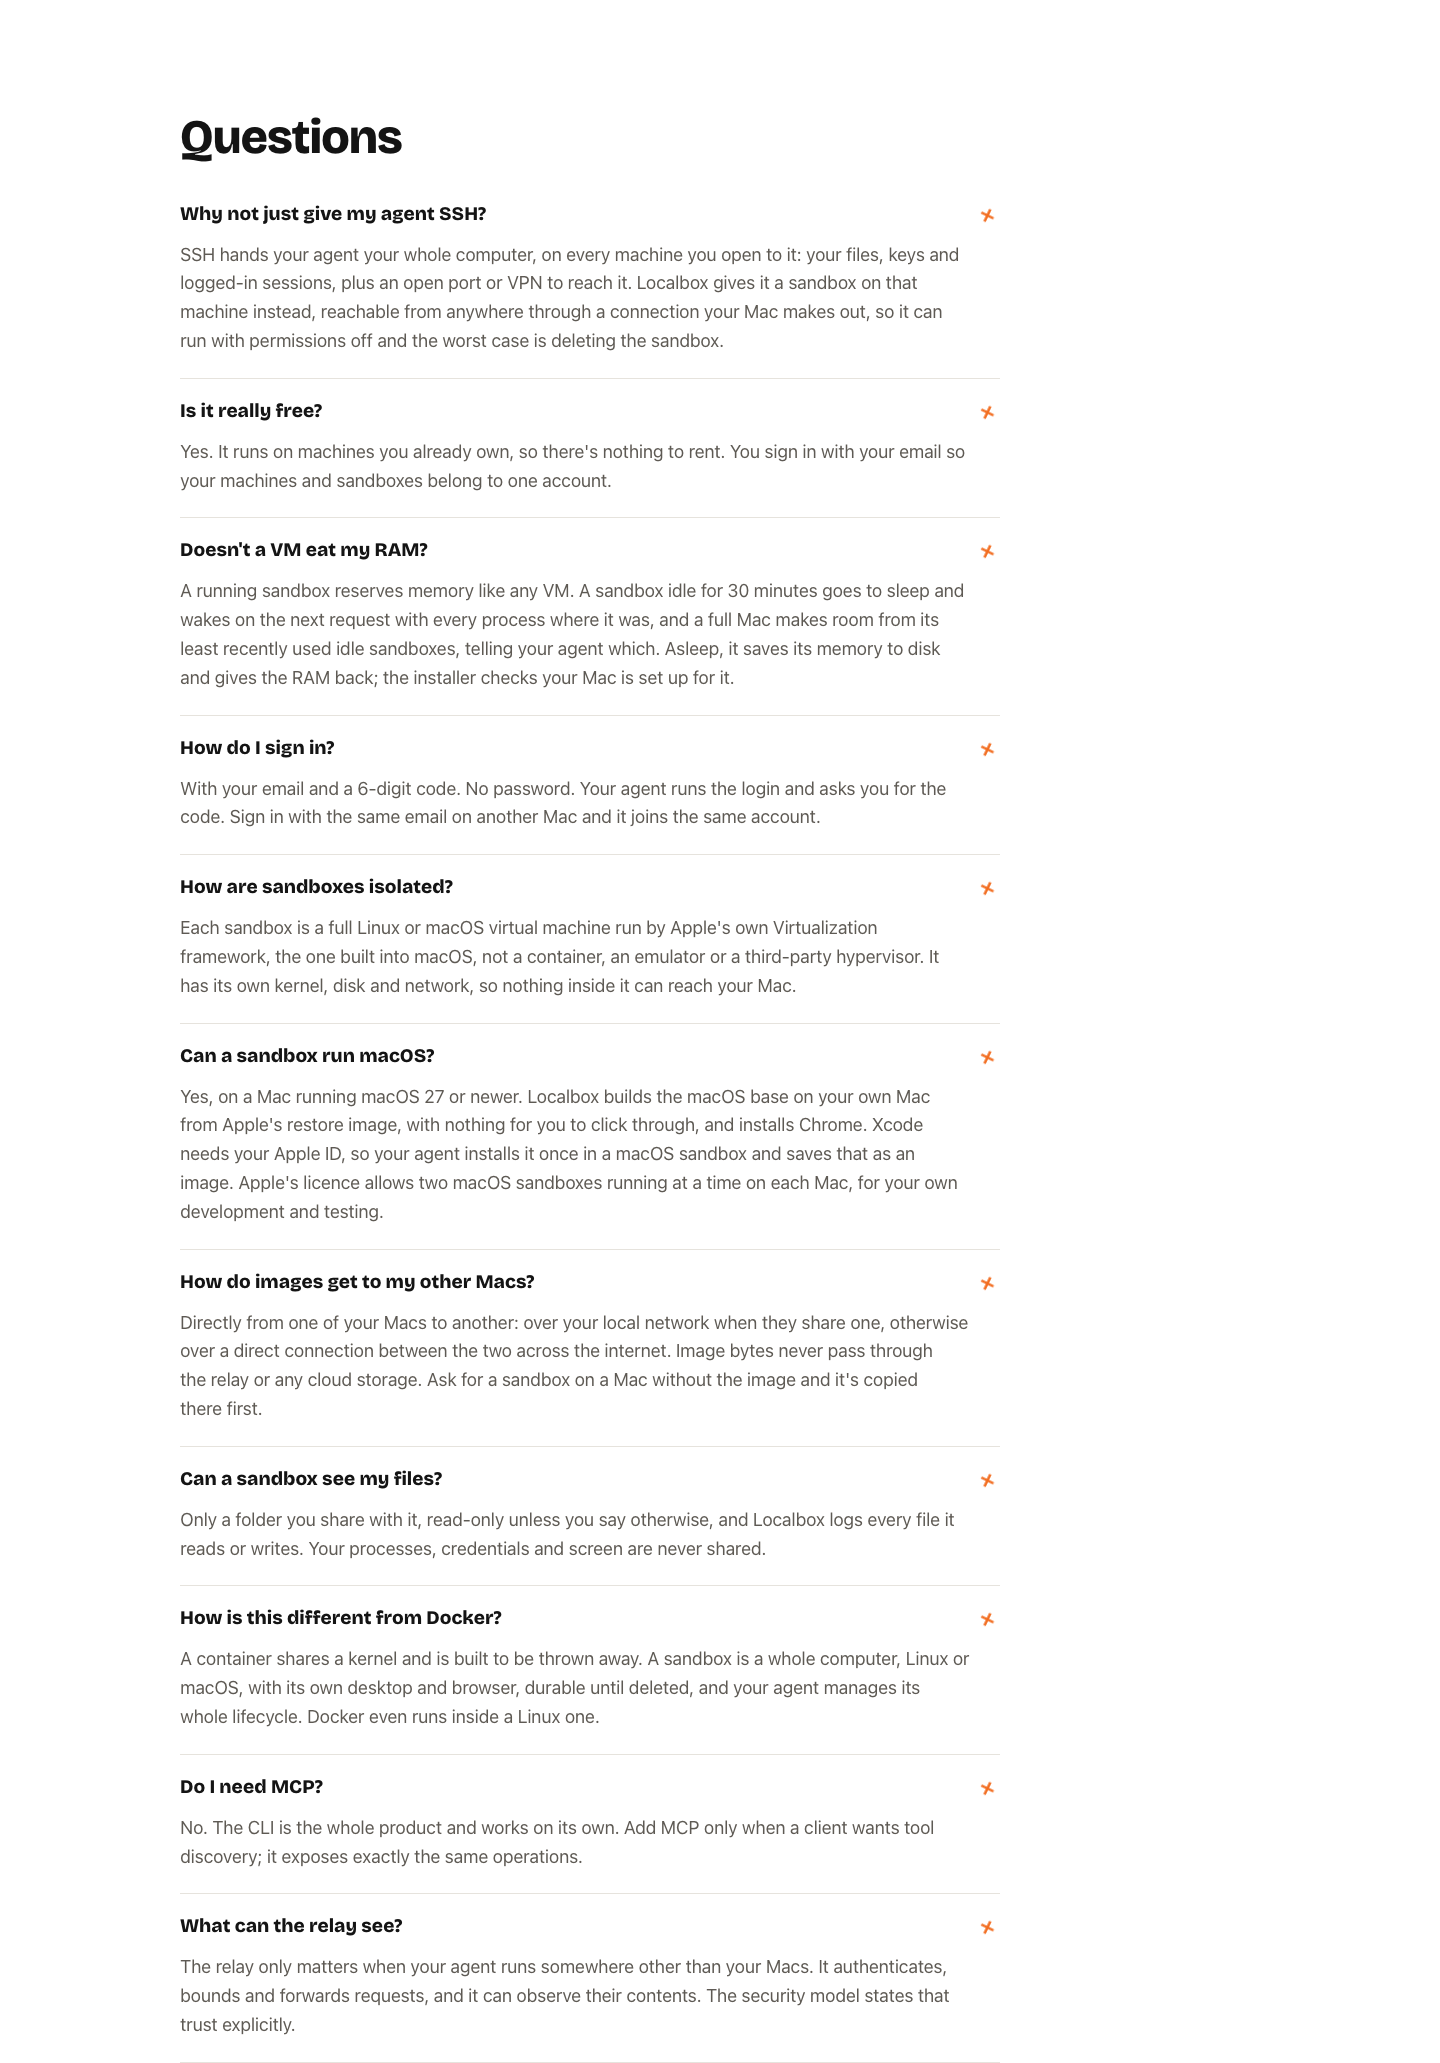 Questions
Why not just give my agent SSH?
SSH hands your agent your whole computer, on every machine you open to it: your files, keys and
logged-in sessions, plus an open port or VPN to reach it. Localbox gives it a sandbox on that
machine instead, reachable from anywhere through a connection your Mac makes out, so it can
run with permissions off and the worst case is deleting the sandbox.
Is it really free?
Yes. It runs on machines you already own, so there's nothing to rent. You sign in with your email so
your machines and sandboxes belong to one account.
Doesn't a VM eat my RAM?
A running sandbox reserves memory like any VM. A sandbox idle for 30 minutes goes to sleep and
wakes on the next request with every process where it was, and a full Mac makes room from its
least recently used idle sandboxes, telling your agent which. Asleep, it saves its memory to disk
and gives the RAM back; the installer checks your Mac is set up for it.
How do I sign in?
With your email and a 6-digit code. No password. Your agent runs the login and asks you for the
code. Sign in with the same email on another Mac and it joins the same account.
How are sandboxes isolated?
Each sandbox is a full Linux or macOS virtual machine run by Apple's own Virtualization
framework, the one built into macOS, not a container, an emulator or a third-party hypervisor. It
has its own kernel, disk and network, so nothing inside it can reach your Mac.
Can a sandbox run macOS?
Yes, on a Mac running macOS 27 or newer. Localbox builds the macOS base on your own Mac
from Apple's restore image, with nothing for you to click through, and installs Chrome. Xcode
needs your Apple ID, so your agent installs it once in a macOS sandbox and saves that as an
image. Apple's licence allows two macOS sandboxes running at a time on each Mac, for your own
development and testing.
How do images get to my other Macs?
Directly from one of your Macs to another: over your local network when they share one, otherwise
over a direct connection between the two across the internet. Image bytes never pass through
the relay or any cloud storage. Ask for a sandbox on a Mac without the image and it's copied
there first.
Can a sandbox see my files?
Only a folder you share with it, read-only unless you say otherwise, and Localbox logs every file it
reads or writes. Your processes, credentials and screen are never shared.
How is this different from Docker?
A container shares a kernel and is built to be thrown away. A sandbox is a whole computer, Linux or
macOS, with its own desktop and browser, durable until deleted, and your agent manages its
whole lifecycle. Docker even runs inside a Linux one.
Do I need MCP?
No. The CLI is the whole product and works on its own. Add MCP only when a client wants tool
discovery; it exposes exactly the same operations.
What can the relay see?
The relay only matters when your agent runs somewhere other than your Macs. It authenticates,
bounds and forwards requests, and it can observe their contents. The security model states that
trust explicitly.